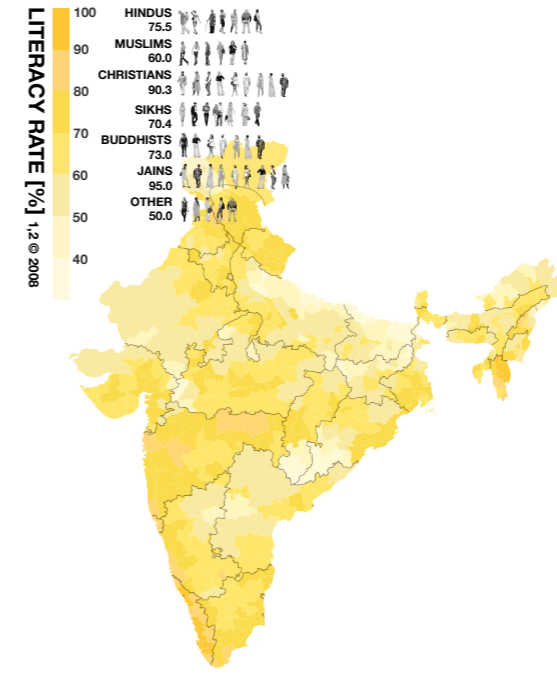 LITERACY RATE [%] 1,2 © 2008
100
90
80
70
60
50
40
HINDUS
75.5
MUSLIMS
60.0
CHRISTIANS
90.3
SIKHS
70.4
BUDDHISTS
73.0
JAINS
95.0
OTHER
50.0